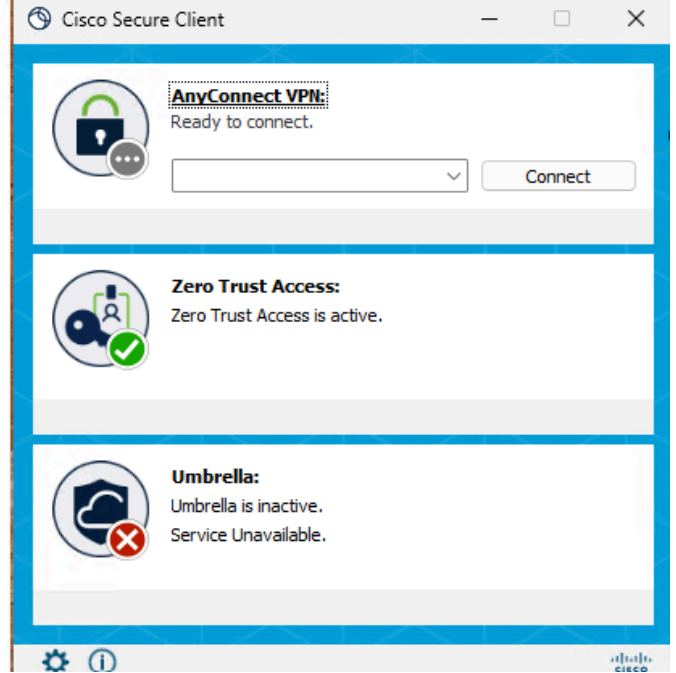 Cisco Secure Client
AnyConnect VPN:
Ready to connect.
Connect
Zero Trust Access:
Zero Trust Access is active.
Umbrella:
Umbrella is inactive.
Service Unavailable.
CISCO